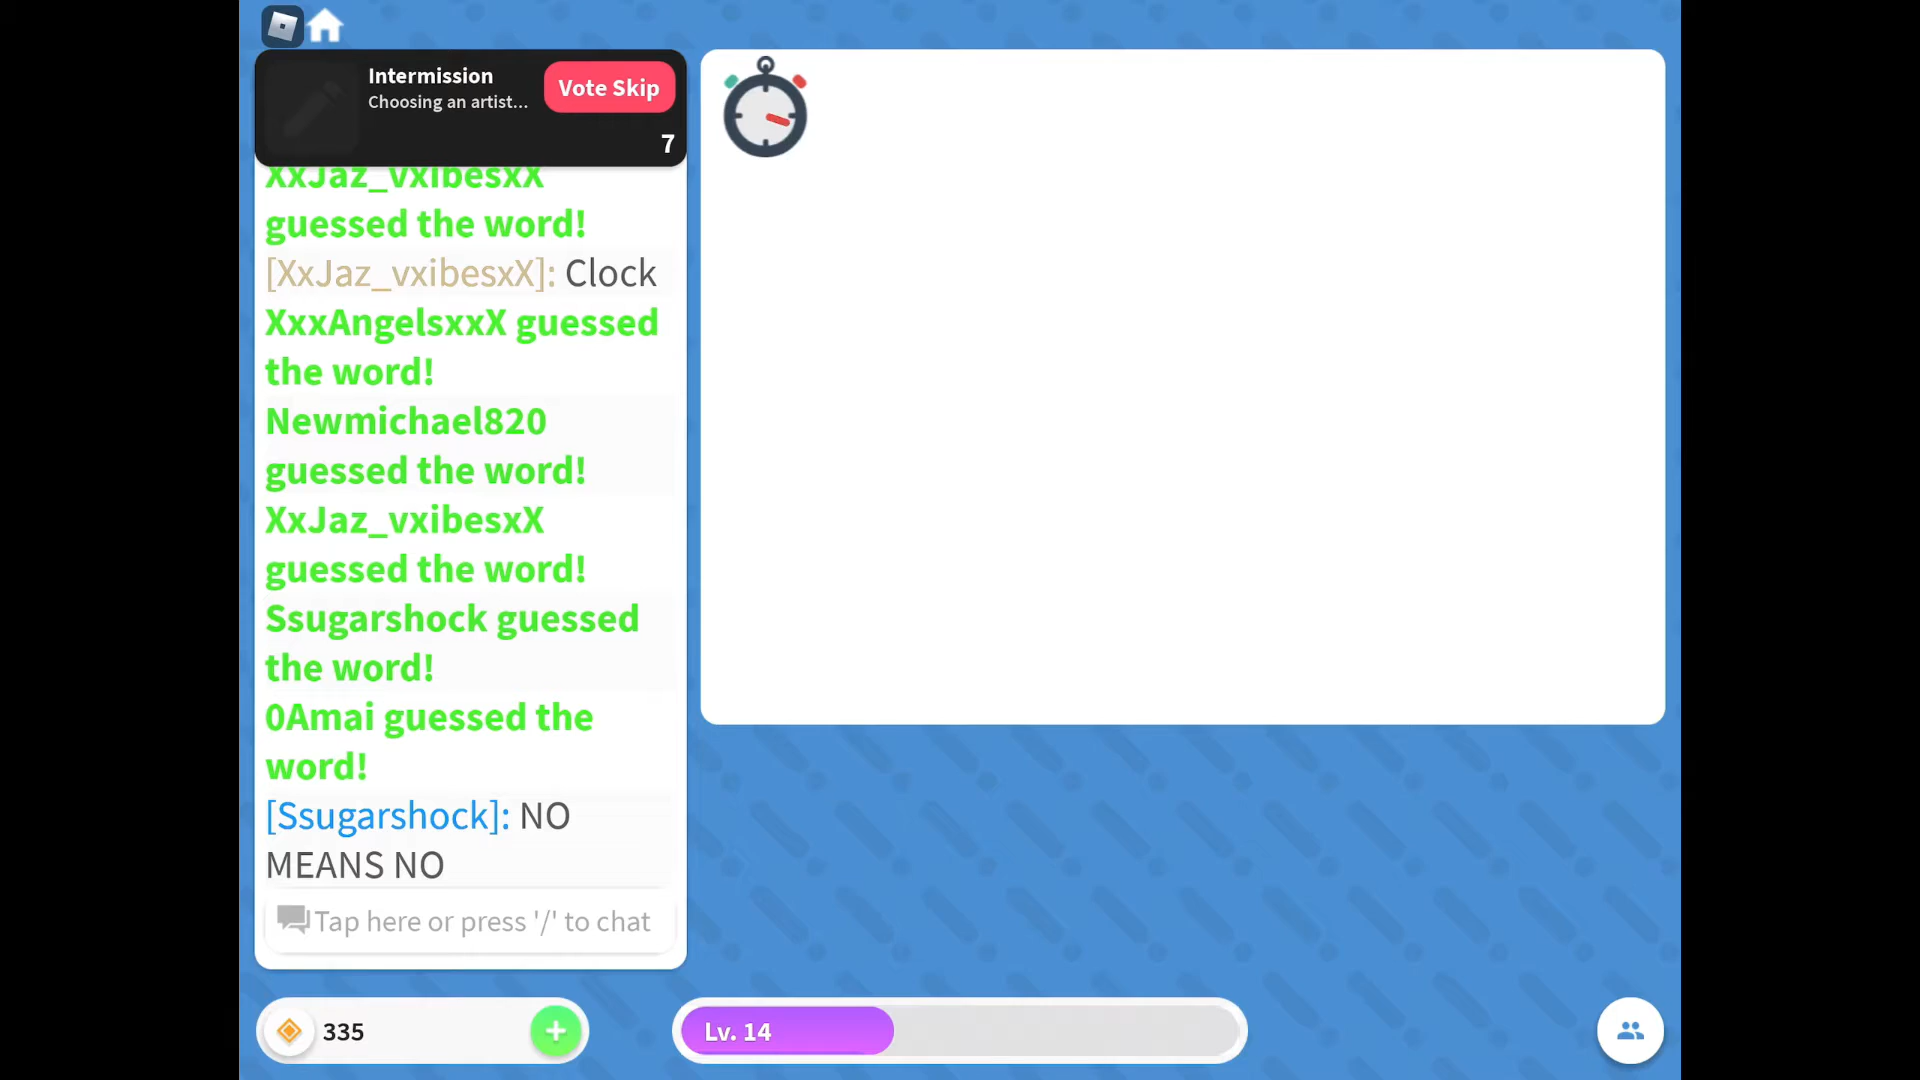 Intermission
Choosing an artist...
Vote Skip
7
XxJaz_vxibesxX
guessed the word!
[XxJaz_vxibesxX]: Clock
XxxAngelsxxX guessed
the word!
Newmichael820
guessed the word!
XxJaz_vxibesxX
guessed the word!
Ssugarshock guessed
the word!
0Amai guessed the
word!
[Ssugarshock]: NO
MEANS NO
Tap here or press '/' to chat
335
Lv. 14